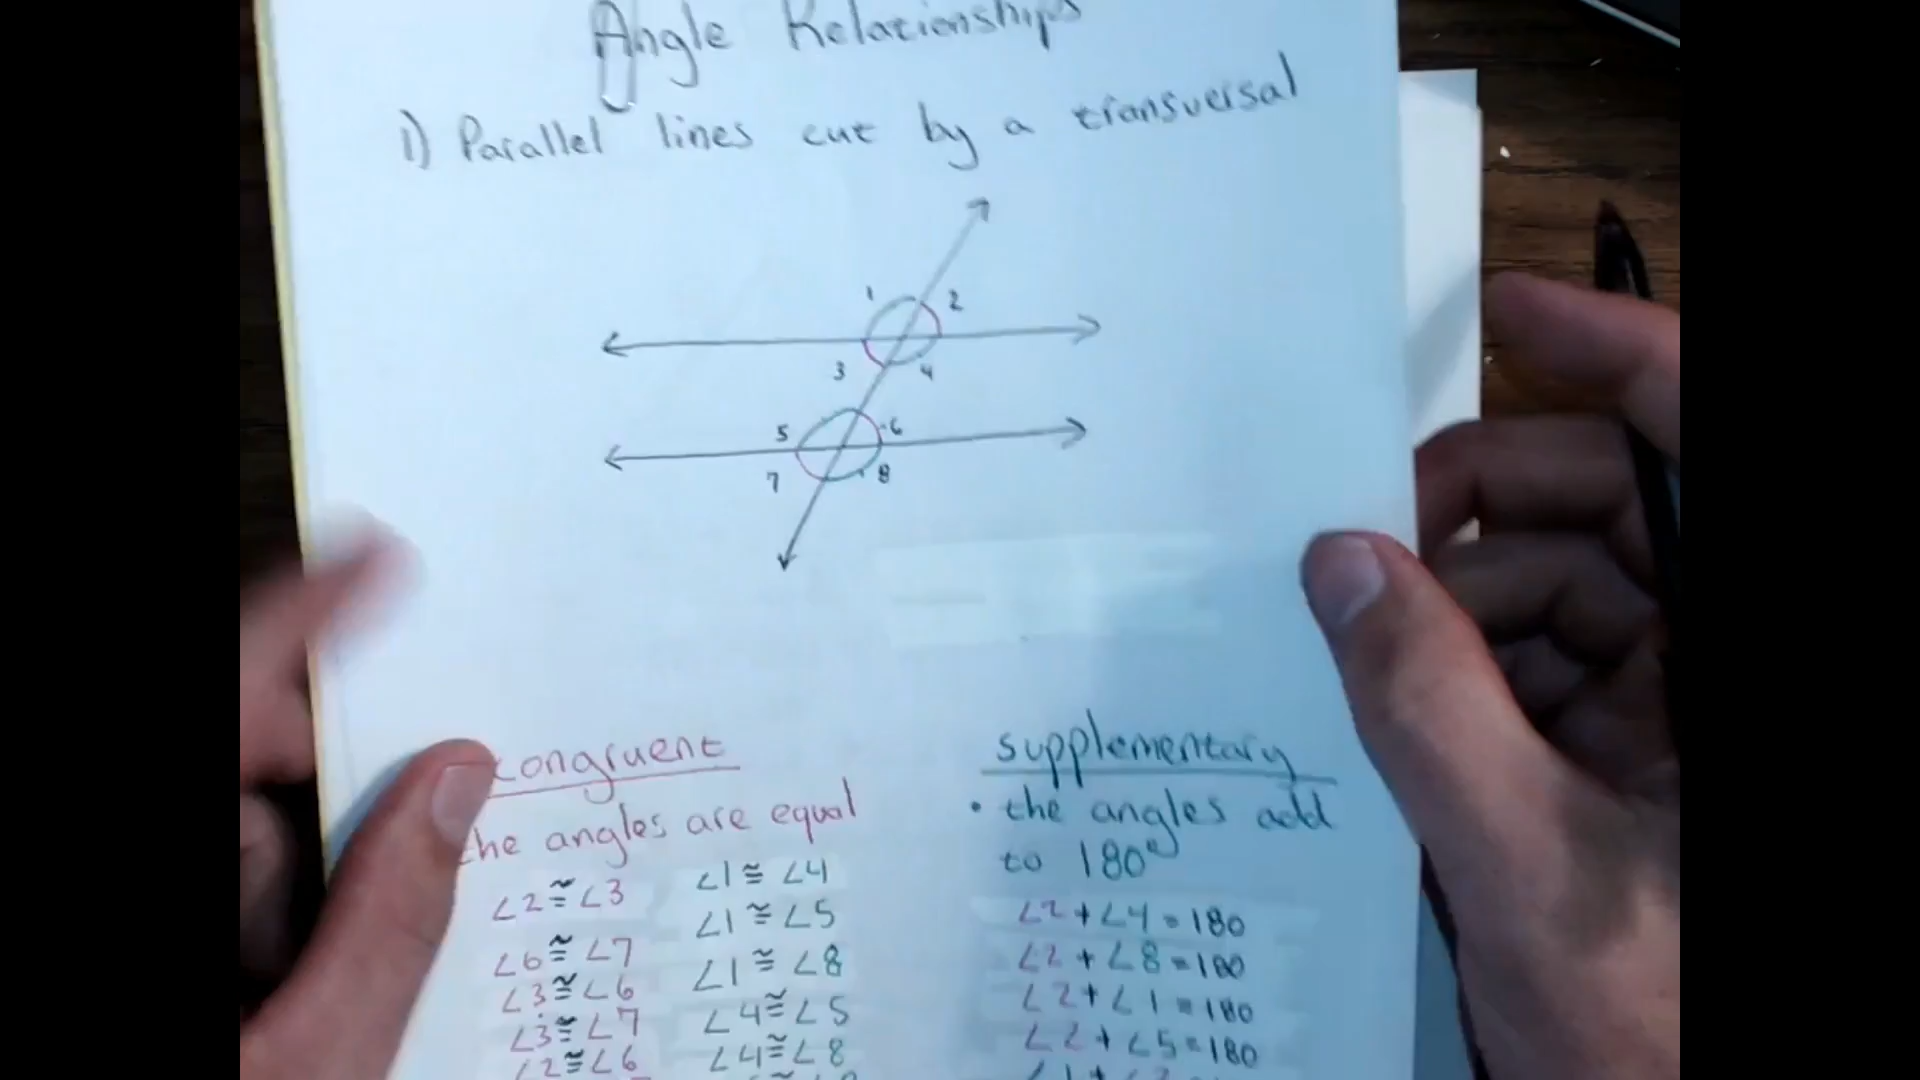 Angle Relationships
1) Parallel lines cut by a transversal
1 2
3 4
5 6
7 8
congruent
the angles are equal
∠2≅∠3
∠6≅∠7
∠3≅∠6
∠3≅∠7
∠2≅∠6
∠1≅∠4
∠1≅∠5
∠1≅∠8
∠4≅∠5
∠4≅∠8
supplementary
• the angles add
to 180°
∠2+∠4=180
∠2+∠8=180
∠2+∠1=180
∠2+∠5=180